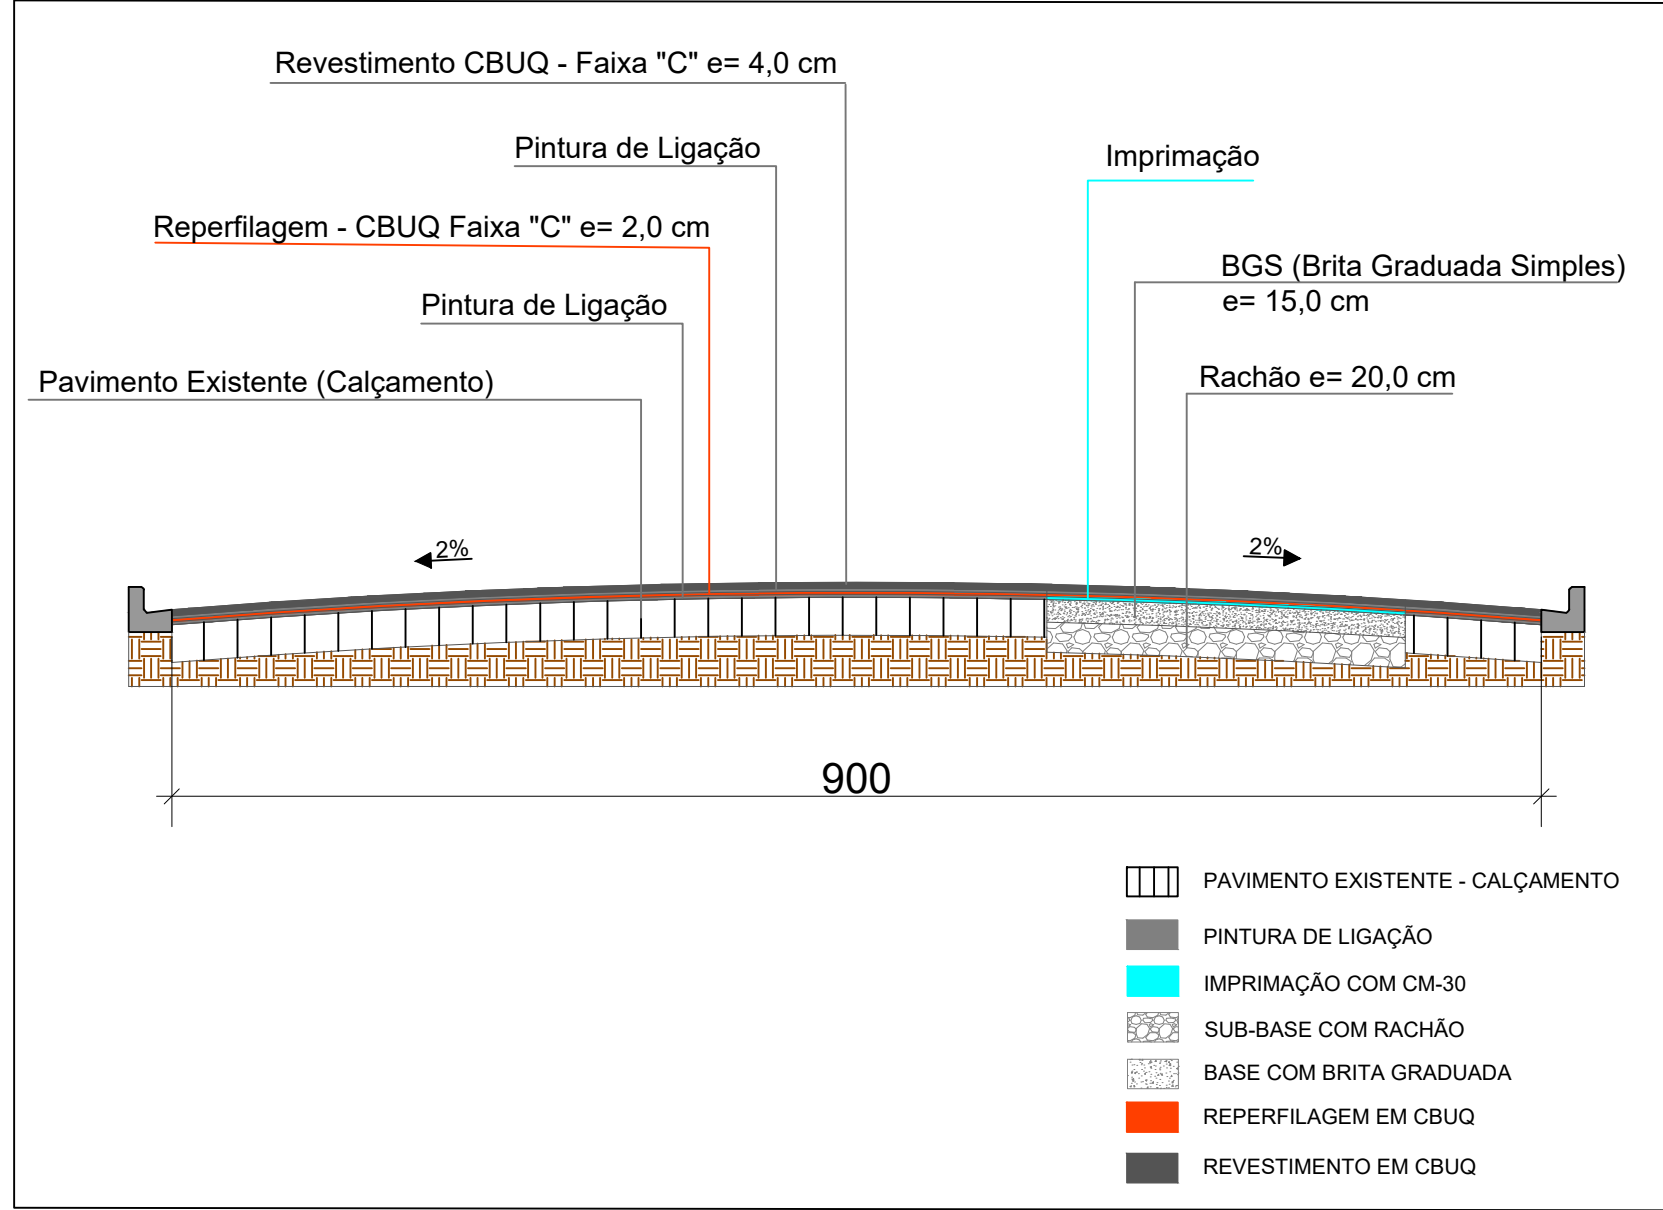 Revestimento CBUQ - Faixa "C" e= 4,0 cm
Pintura de Ligação
Imprimação
Reperfilagem - CBUQ Faixa "C" e= 2,0 cm
BGS (Brita Graduada Simples)
e= 15,0 cm
Pintura de Ligação
Pavimento Existente (Calçamento)
Rachão e= 20,0 cm
2%
2%
900
PAVIMENTO EXISTENTE - CALÇAMENTO
PINTURA DE LIGAÇÃO
IMPRIMAÇÃO COM CM-30
SUB-BASE COM RACHÃO
BASE COM BRITA GRADUADA
REPERFILAGEM EM CBUQ
REVESTIMENTO EM CBUQ